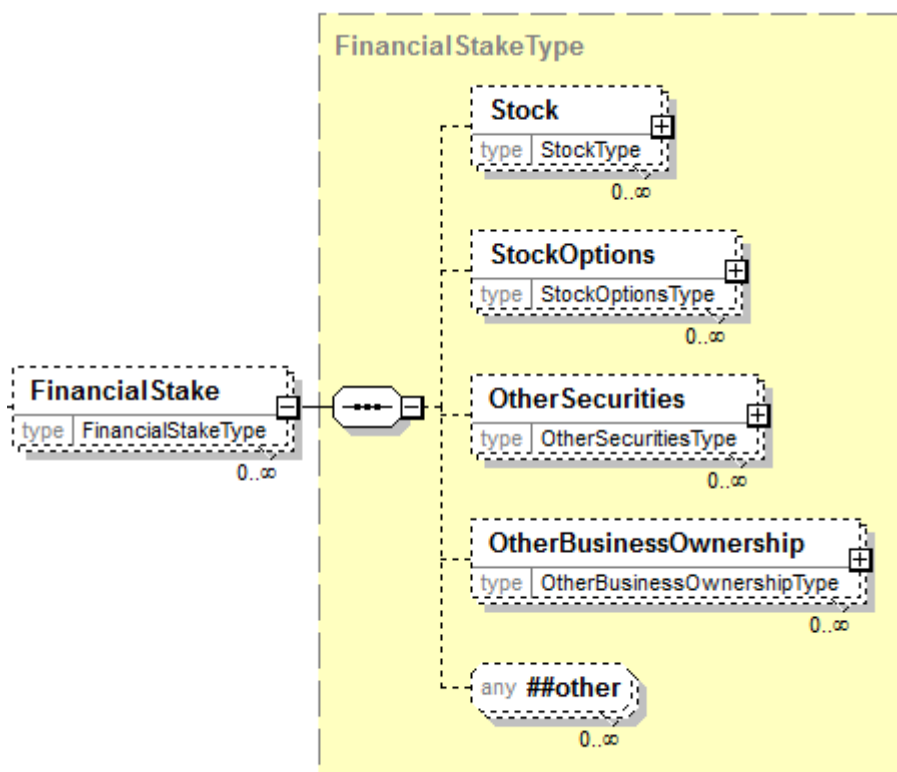 FinancialStakeType
Stock
type StockType
0..∞
StockOptions
type StockOptionsType
0..∞
FinancialStake
type FinancialStakeType
0..∞
OtherSecurities
type OtherSecuritiesType
0..∞
OtherBusinessOwnership
type OtherBusinessOwnershipType
0..∞
any ##other
0..∞